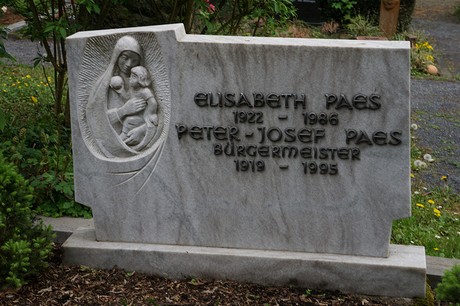 ELISABETH PAES
1922 - 1986
PETER-JOSEF PAES
BÜRGERMEISTER
1919 - 1995